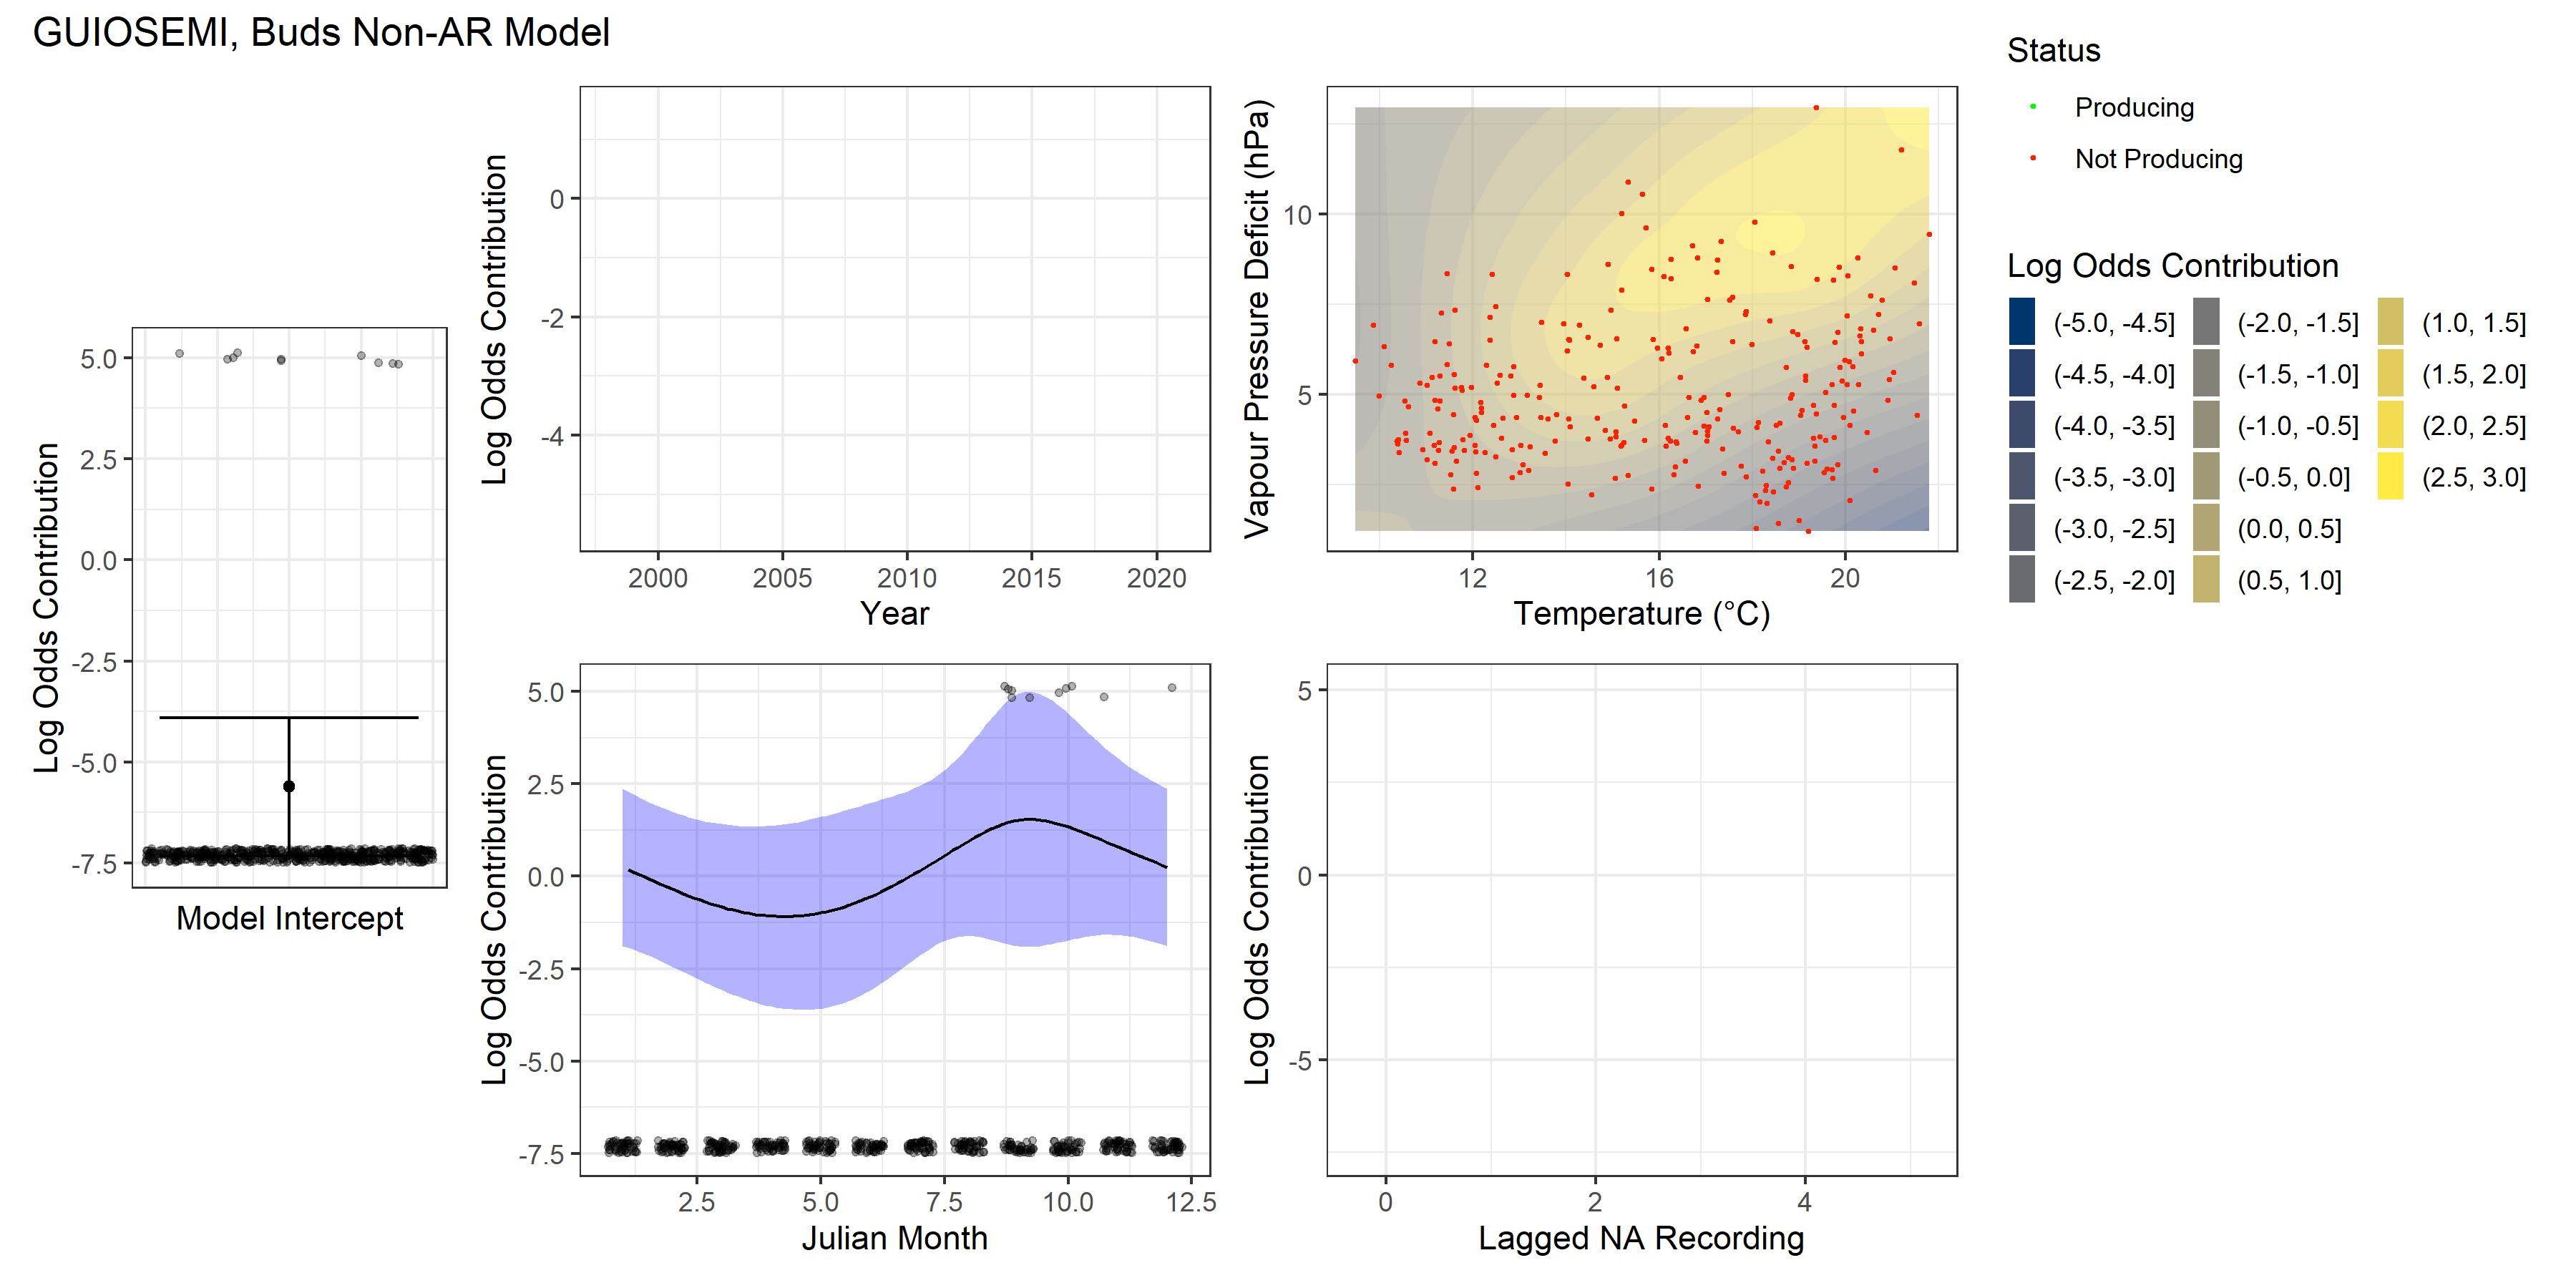 GUIOSEMI, Buds Non-AR Model
Log Odds Contribution
5.0
2.5
0.0
-2.5
-5.0
-7.5
Model Intercept
Log Odds Contribution
0
-2
-4
2000 2005 2010 2015 2020
Year
Vapour Pressure Deficit (hPa)
10
5
12 16 20
Temperature (°C)
Log Odds Contribution
5.0
2.5
0.0
-2.5
-5.0
-7.5
2.5 5.0 7.5 10.0 12.5
Julian Month
Log Odds Contribution
5
0
-5
0 2 4
Lagged NA Recording
Status
Producing
Not Producing
Log Odds Contribution
(-5.0, -4.5] (-2.0, -1.5] (1.0, 1.5]
(-4.5, -4.0] (-1.5, -1.0] (1.5, 2.0]
(-4.0, -3.5] (-1.0, -0.5] (2.0, 2.5]
(-3.5, -3.0] (-0.5, 0.0] (2.5, 3.0]
(-3.0, -2.5] (0.0, 0.5]
(-2.5, -2.0] (0.5, 1.0]